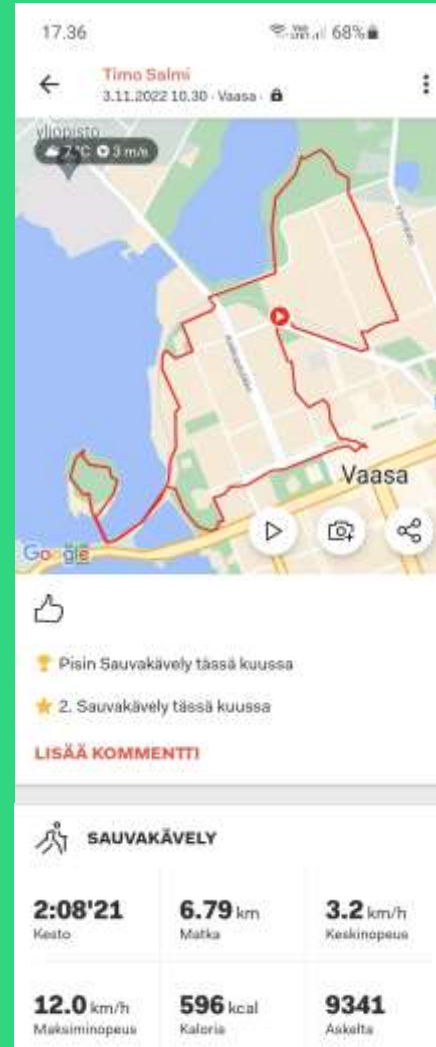 17.36
68%
Timo Salmi
3.11.2022 10.30 · Vaasa ·
yliopisto
7°C 3 m/s
Vaasa
Google
Pisin Sauvakävely tässä kuussa
2. Sauvakävely tässä kuussa
LISÄÄ KOMMENTTI
SAUVAKÄVELY
2:08'21 6.79 km 3.2 km/h
Kesto Matka Keskinopeus
12.0 km/h 596 kcal 9341
Maksiminopeus Kaloria Askelta